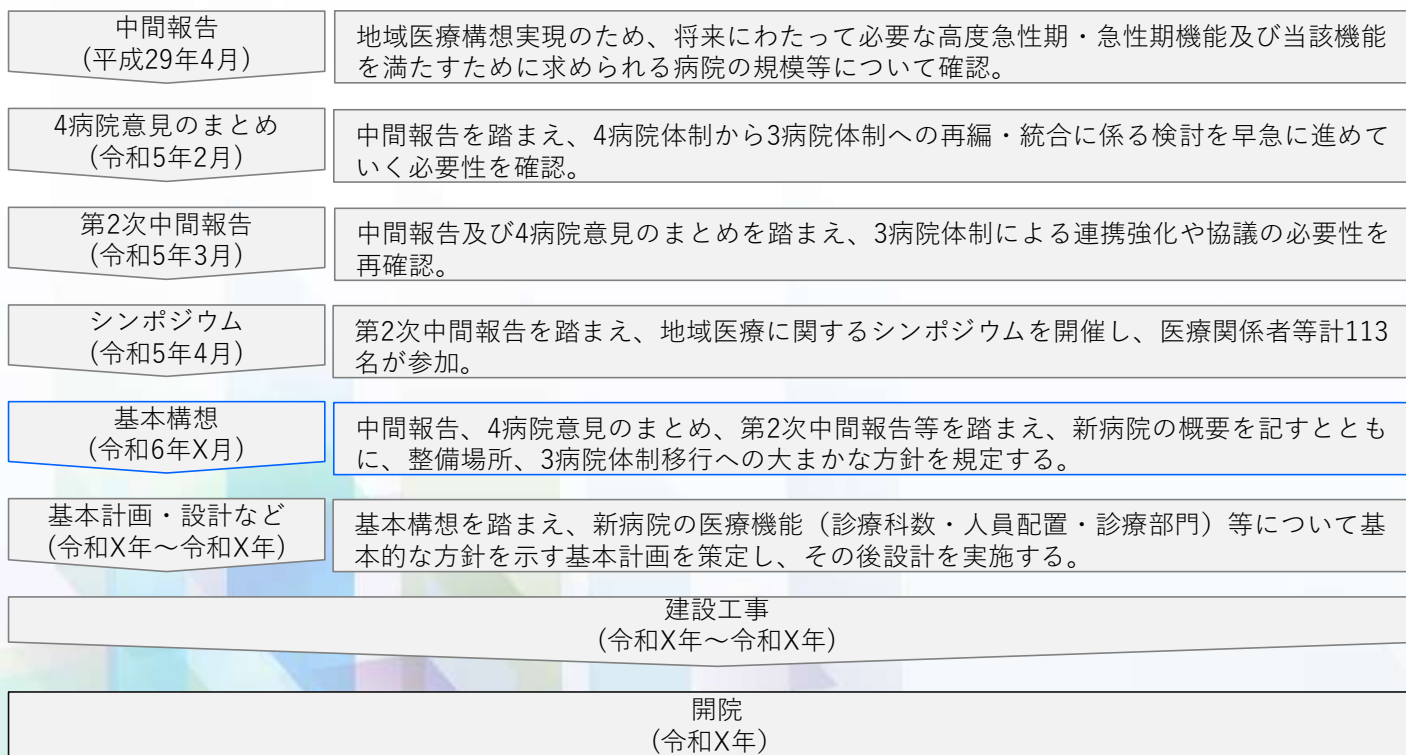 中間報告
(平成29年4月)
地域医療構想実現のため、将来にわたって必要な高度急性期・急性期機能及び当該機能
を満たすために求められる病院の規模等について確認。
4病院意見のまとめ
(令和5年2月)
中間報告を踏まえ、4病院体制から3病院体制への再編・統合に係る検討を早急に進めて
いく必要性を確認。
第2次中間報告
(令和5年3月)
中間報告及び4病院意見のまとめを踏まえ、3病院体制による連携強化や協議の必要性を
再確認。
シンポジウム
(令和5年4月)
第2次中間報告を踏まえ、地域医療に関するシンポジウムを開催し、医療関係者等計113
名が参加。
基本構想
(令和6年X月)
中間報告、4病院意見のまとめ、第2次中間報告等を踏まえ、新病院の概要を記すととも
に、整備場所、3病院体制移行への大まかな方針を規定する。
基本計画・設計など
(令和X年～令和X年)
基本構想を踏まえ、新病院の医療機能（診療科数・人員配置・診療部門）等について基
本的な方針を示す基本計画を策定し、その後設計を実施する。
建設工事
(令和X年～令和X年)
開院
(令和X年)